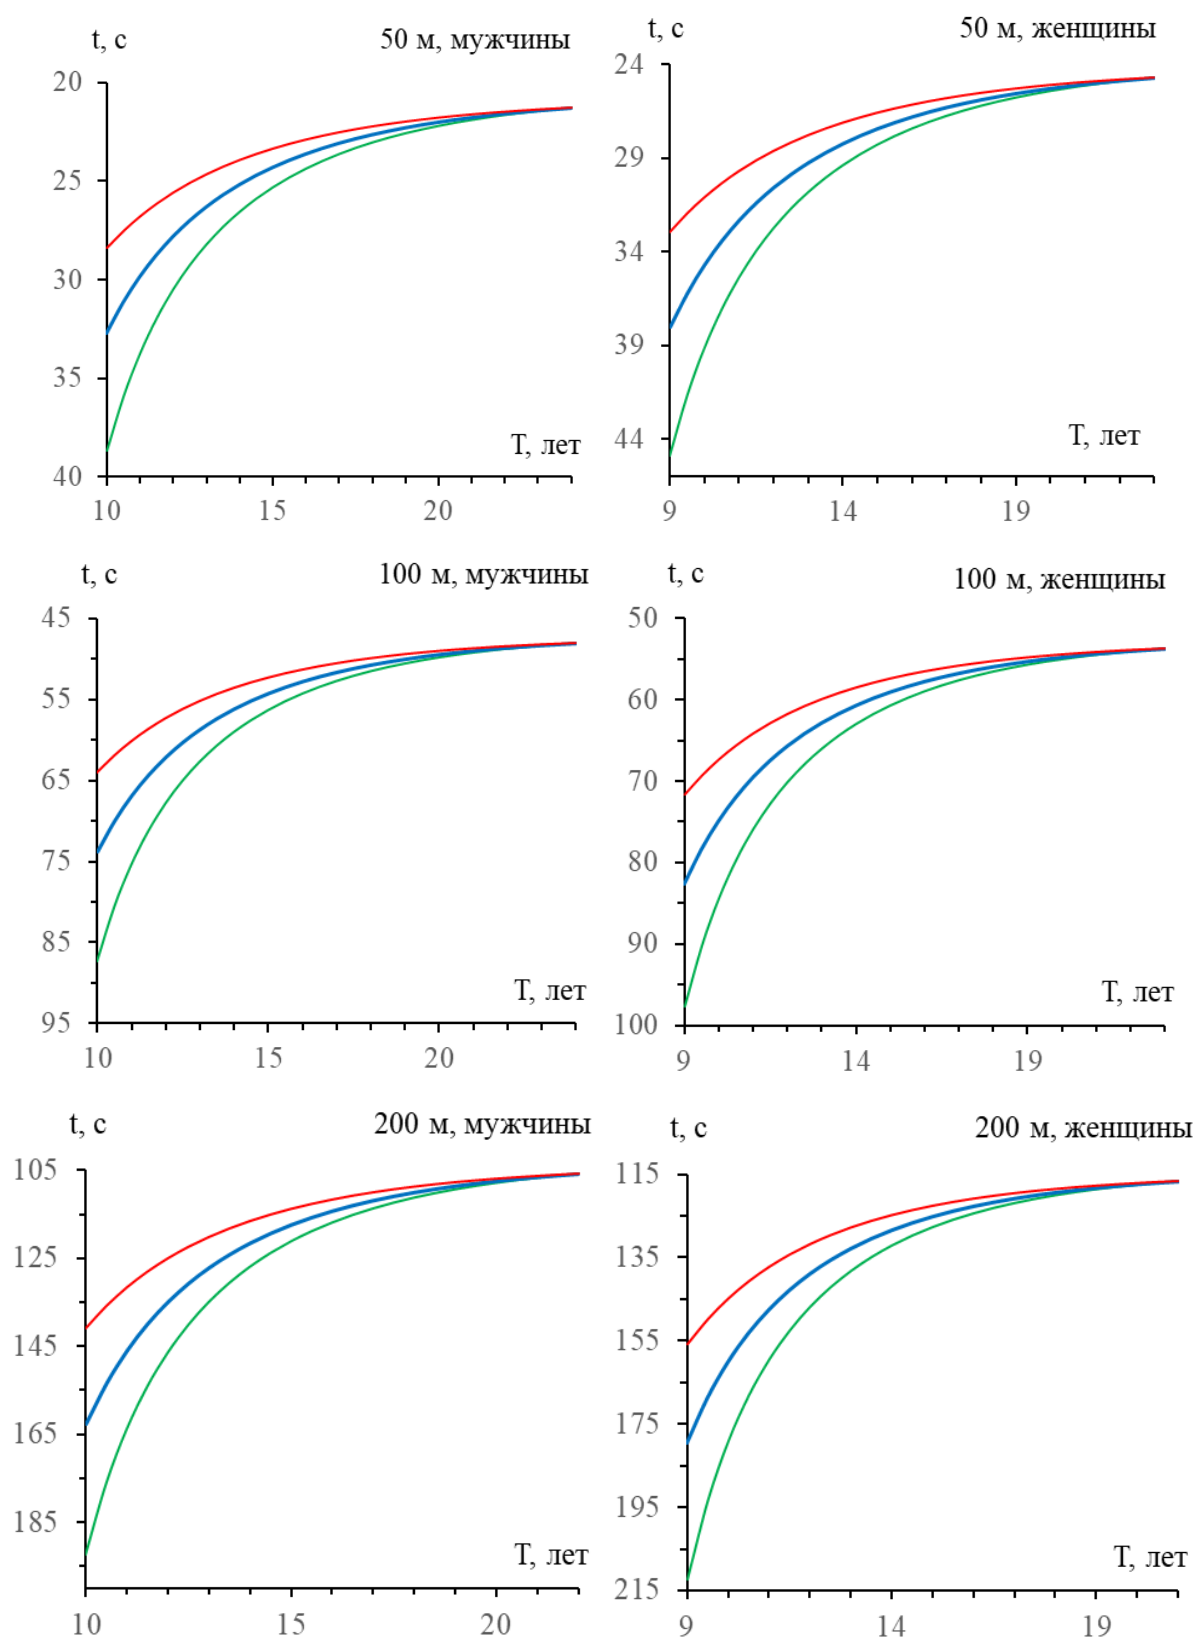 t, с 50 м, мужчины
20
25
30
35
40
T, лет
10 15 20
t, с 50 м, женщины
24
29
34
39
44
T, лет
9 14 19
t, с 100 м, мужчины
45
55
65
75
85
95
T, лет
10 15 20
t, с 100 м, женщины
50
60
70
80
90
100
T, лет
9 14 19
t, с 200 м, мужчины
105
125
145
165
185
T, лет
10 15 20
t, с 200 м, женщины
115
135
155
175
195
215
T, лет
9 14 19